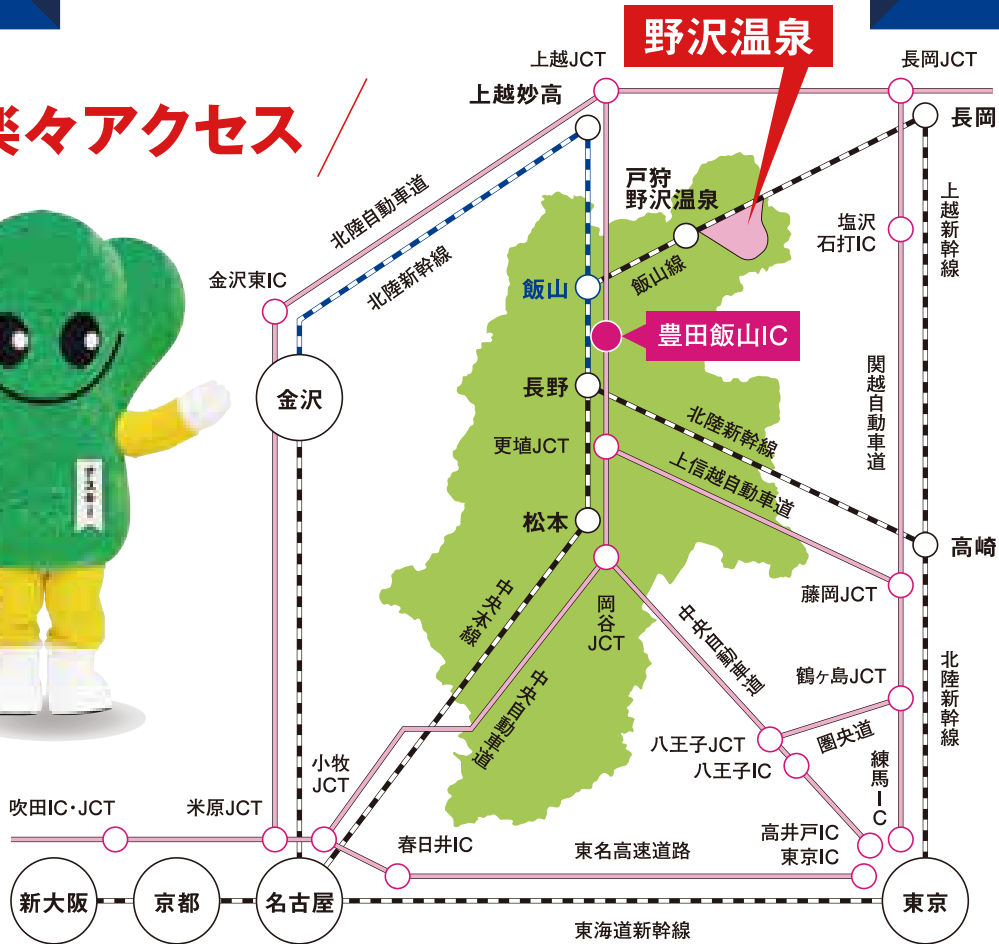 野沢温泉
楽々アクセス
上越JCT
長岡JCT
上越妙高
長岡
戸狩
野沢温泉
北陸自動車道
北陸新幹線
金沢東IC
塩沢
石打IC
上越新幹線
飯山
飯山線
豊田飯山IC
金沢
長野
関越自動車道
北陸新幹線
更埴JCT
上信越自動車道
ナスキー
松本
高崎
藤岡JCT
岡谷
JCT
中央本線
中央自動車道
中央自動車道
鶴ヶ島JCT
北陸新幹線
八王子JCT
圏央道
八王子IC
練馬IC
小牧
JCT
吹田IC・JCT
米原JCT
春日井IC
高井戸IC
東京IC
東名高速道路
新大阪
京都
名古屋
東京
東海道新幹線